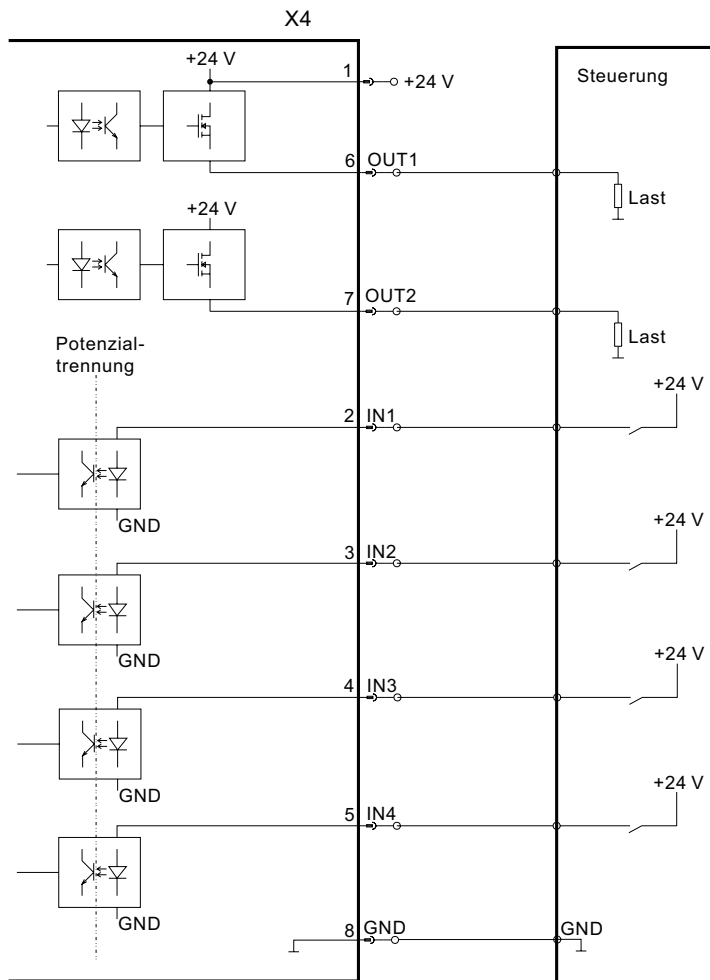 X4
+24 V
1
+24 V
Steuerung
6 OUT1
Last
+24 V
7 OUT2
Last
Potenzial-
trennung
+24 V
2 IN1
GND
+24 V
3 IN2
GND
+24 V
4 IN3
GND
+24 V
5 IN4
GND
8 GND
GND